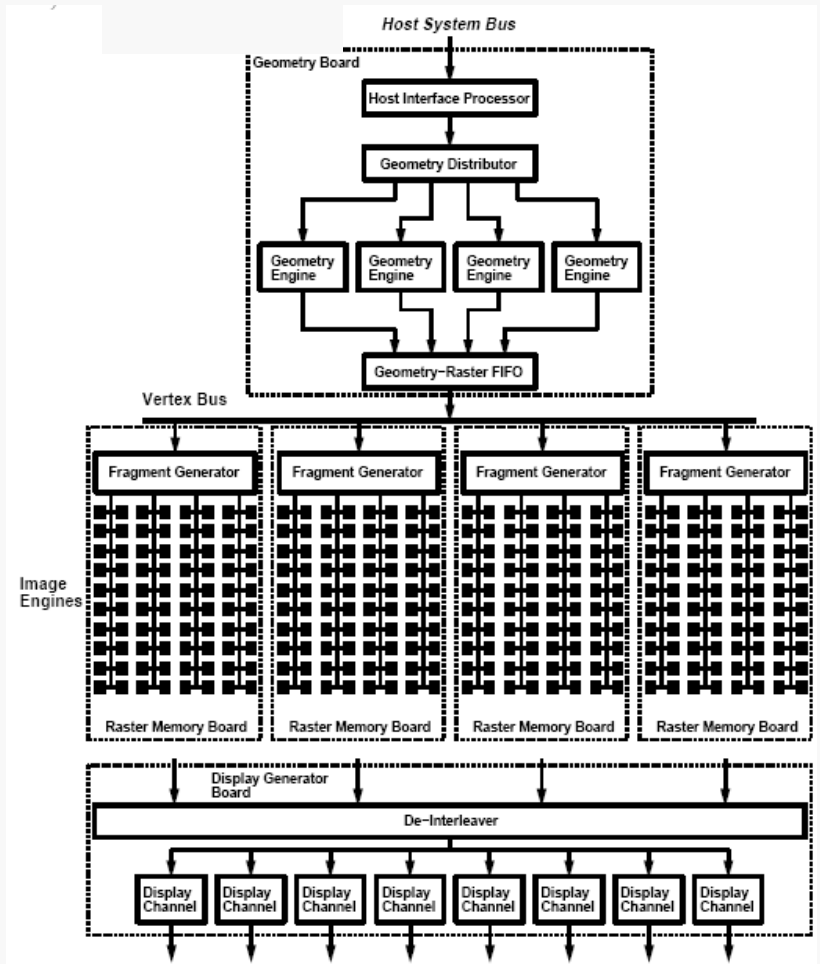 Host System Bus
Geometry Board
Host Interface Processor
Geometry Distributor
Geometry
Engine
Geometry
Engine
Geometry
Engine
Geometry
Engine
Geometry-Raster FIFO
Vertex Bus
Fragment Generator
Fragment Generator
Fragment Generator
Fragment Generator
Image
Engines
Raster Memory Board
Raster Memory Board
Raster Memory Board
Raster Memory Board
Display Generator
Board
De-Interleaver
Display
Channel
Display
Channel
Display
Channel
Display
Channel
Display
Channel
Display
Channel
Display
Channel
Display
Channel